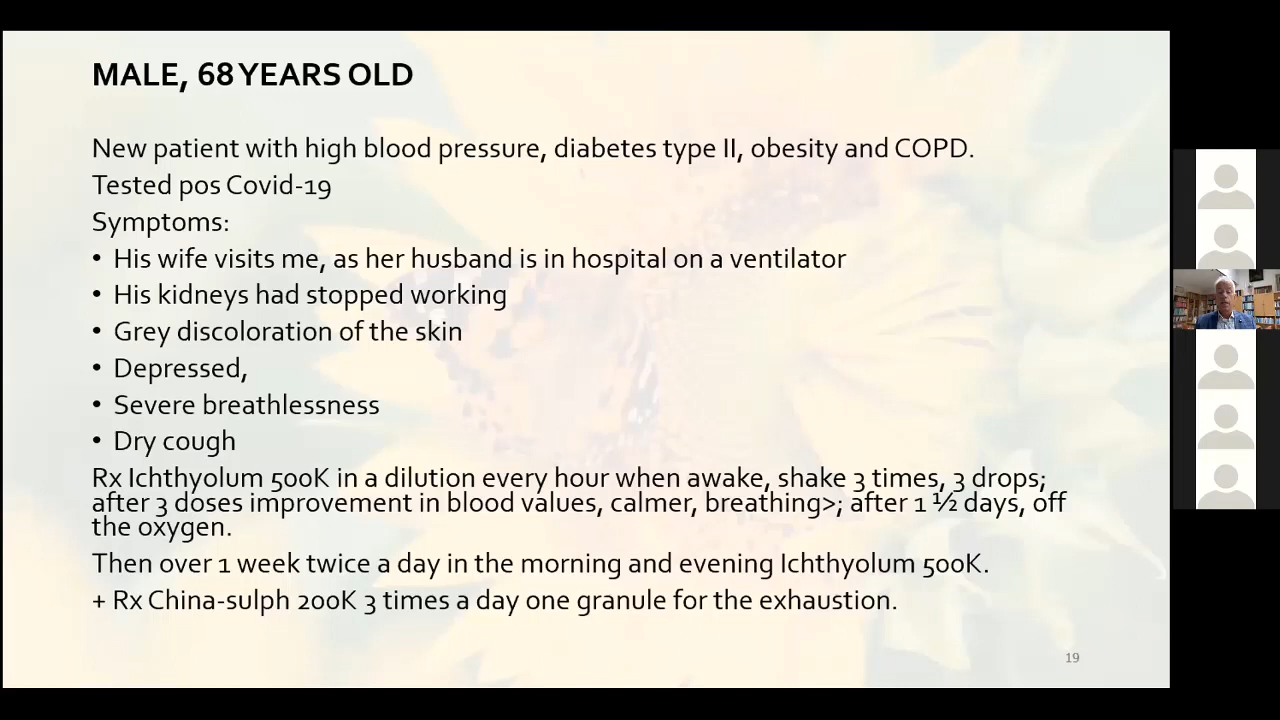 MALE, 68 YEARS OLD
New patient with high blood pressure, diabetes type II, obesity and COPD.
Tested pos Covid-19
Symptoms:
• His wife visits me, as her husband is in hospital on a ventilator
• His kidneys had stopped working
• Grey discoloration of the skin
• Depressed,
• Severe breathlessness
• Dry cough
Rx Ichthyolum 500K in a dilution every hour when awake, shake 3 times, 3 drops;
after 3 doses improvement in blood values, calmer, breathing>; after 1 ½ days, off
the oxygen.
Then over 1 week twice a day in the morning and evening Ichthyolum 500K.
+ Rx China-sulph 200K 3 times a day one granule for the exhaustion.
19